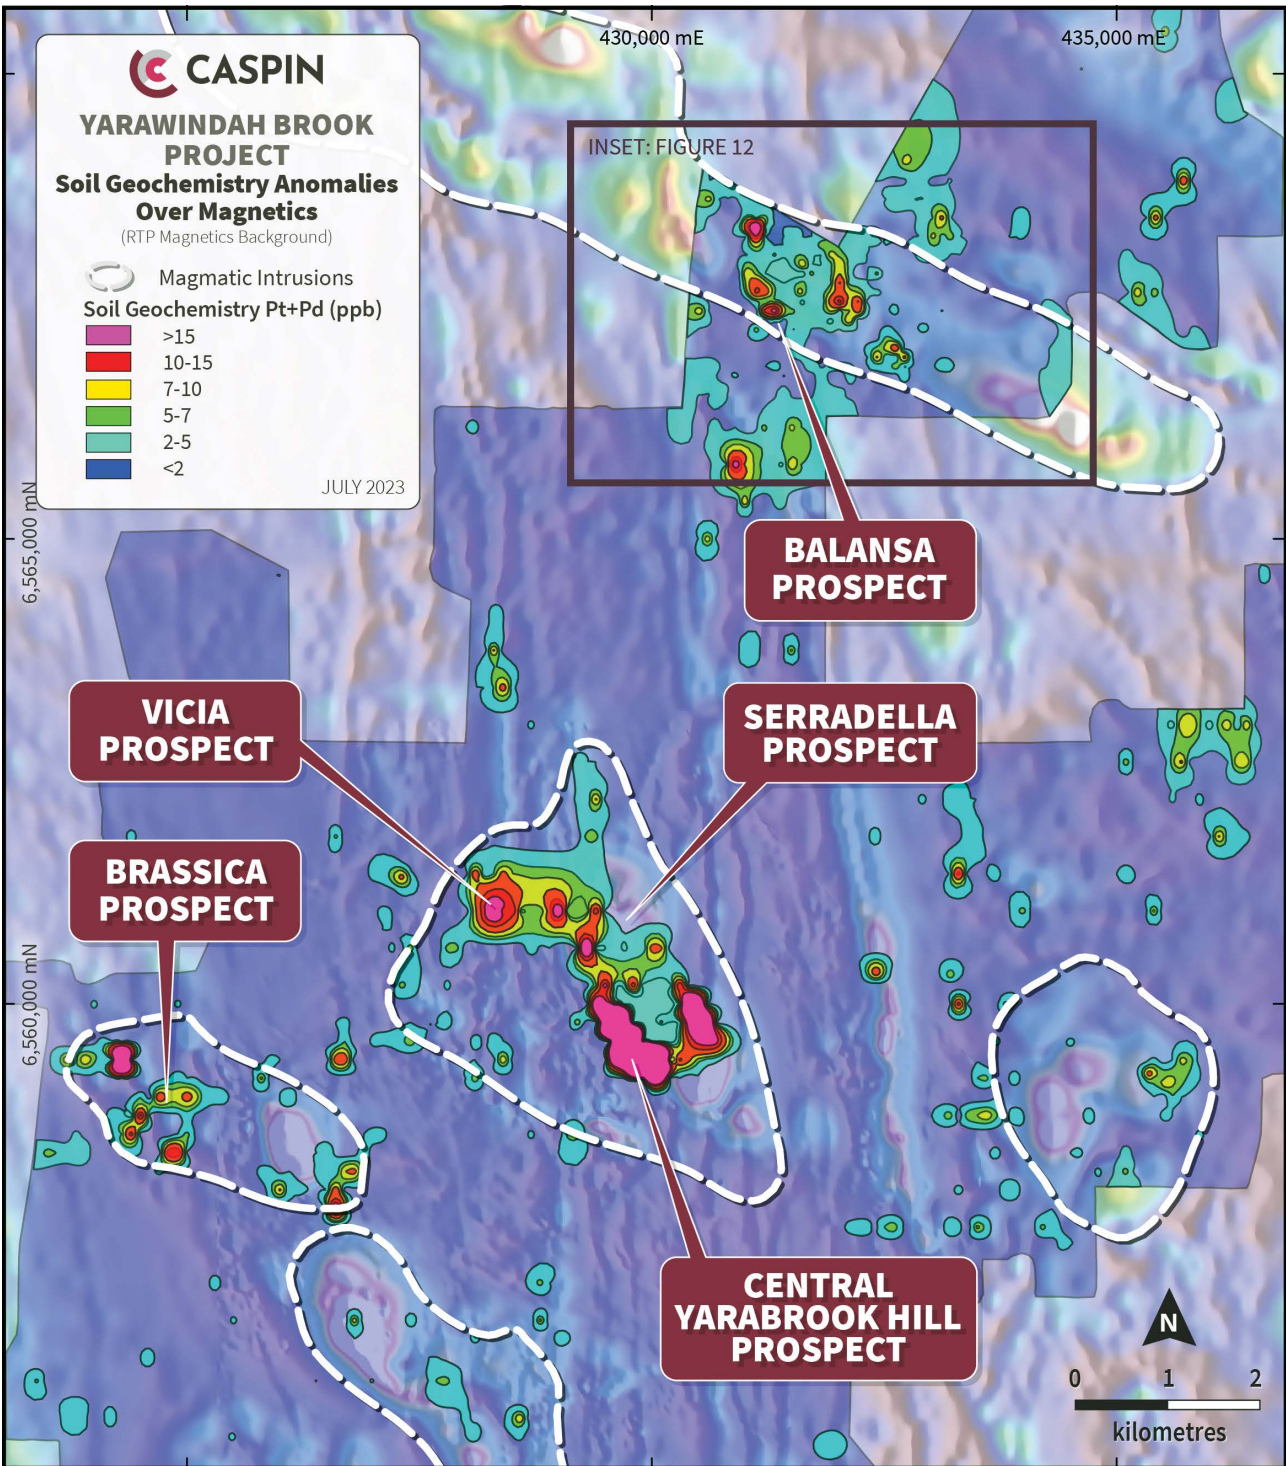 430,000 mE
435,000 mE
CASPIN
YARAWINDAH BROOK
PROJECT
Soil Geochemistry Anomalies
Over Magnetics
(RTP Magnetics Background)
Magmatic Intrusions
Soil Geochemistry Pt+Pd (ppb)
>15
10-15
7-10
5-7
2-5
<2
JULY 2023
INSET: FIGURE 12
6,565,000 mN
BALANSA
PROSPECT
VICIA
PROSPECT
SERRADELLA
PROSPECT
BRASSICA
PROSPECT
6,560,000 mN
CENTRAL
YARABROOK HILL
PROSPECT
N
0 1 2
kilometres